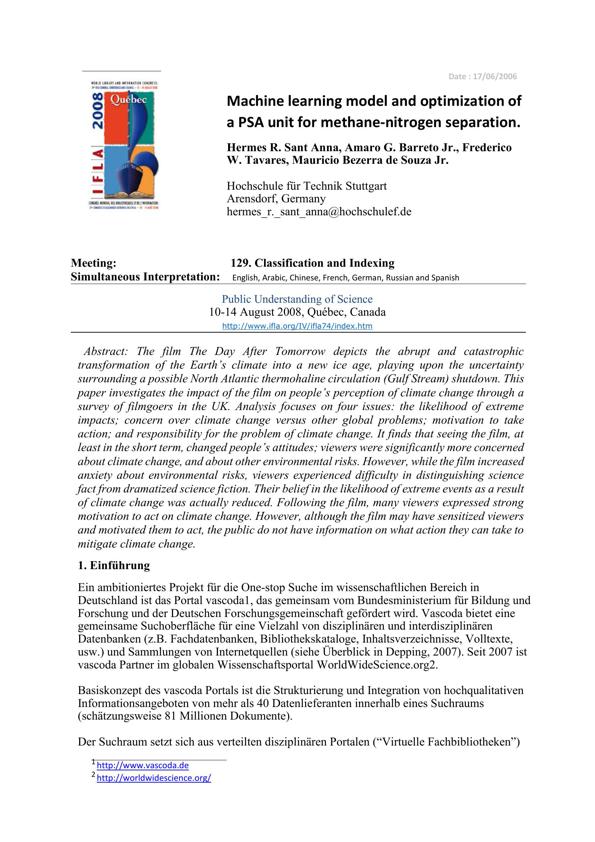 Date : 17/06/2006
WORLD LIBRARY AND INFORMATION CONGRESS:
IFLA 2008
Québec
Machine learning model and optimization of
a PSA unit for methane-nitrogen separation.
Hermes R. Sant Anna, Amaro G. Barreto Jr., Frederico
W. Tavares, Mauricio Bezerra de Souza Jr.
Hochschule für Technik Stuttgart
Arensdorf, Germany
hermes_r._sant_anna@hochschulef.de
Meeting: 129. Classification and Indexing
Simultaneous Interpretation: English, Arabic, Chinese, French, German, Russian and Spanish
Public Understanding of Science
10-14 August 2008, Québec, Canada
http://www.ifla.org/IV/ifla74/index.htm
Abstract: The film The Day After Tomorrow depicts the abrupt and catastrophic
transformation of the Earth's climate into a new ice age, playing upon the uncertainty
surrounding a possible North Atlantic thermohaline circulation (Gulf Stream) shutdown. This
paper investigates the impact of the film on people's perception of climate change through a
survey of filmgoers in the UK. Analysis focuses on four issues: the likelihood of extreme
impacts; concern over climate change versus other global problems; motivation to take
action; and responsibility for the problem of climate change. It finds that seeing the film, at
least in the short term, changed people's attitudes; viewers were significantly more concerned
about climate change, and about other environmental risks. However, while the film increased
anxiety about environmental risks, viewers experienced difficulty in distinguishing science
fact from dramatized science fiction. Their belief in the likelihood of extreme events as a result
of climate change was actually reduced. Following the film, many viewers expressed strong
motivation to act on climate change. However, although the film may have sensitized viewers
and motivated them to act, the public do not have information on what action they can take to
mitigate climate change.
1. Einführung
Ein ambitioniertes Projekt für die One-stop Suche im wissenschaftlichen Bereich in
Deutschland ist das Portal vascoda1, das gemeinsam vom Bundesministerium für Bildung und
Forschung und der Deutschen Forschungsgemeinschaft gefördert wird. Vascoda bietet eine
gemeinsame Suchoberfläche für eine Vielzahl von disziplinären und interdisziplinären
Datenbanken (z.B. Fachdatenbanken, Bibliothekskataloge, Inhaltsverzeichnisse, Volltexte,
usw.) und Sammlungen von Internetquellen (siehe Überblick in Depping, 2007). Seit 2007 ist
vascoda Partner im globalen Wissenschaftsportal WorldWideScience.org2.
Basiskonzept des vascoda Portals ist die Strukturierung und Integration von hochqualitativen
Informationsangeboten von mehr als 40 Datenlieferanten innerhalb eines Suchraums
(schätzungsweise 81 Millionen Dokumente).
Der Suchraum setzt sich aus verteilten disziplinären Portalen (“Virtuelle Fachbibliotheken”)
1 http://www.vascoda.de
2 http://worldwidescience.org/